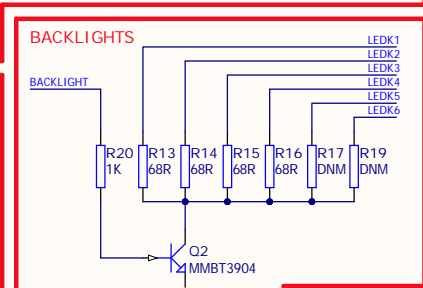 BACKLIGHTS
LEDK1
LEDK2
LEDK3
BACKLIGHT
LEDK4
LEDK5
LEDK6
R20
1K
R13
68R
R14
68R
R15
68R
R16
68R
R17
DNM
R19
DNM
Q2
MMBT3904